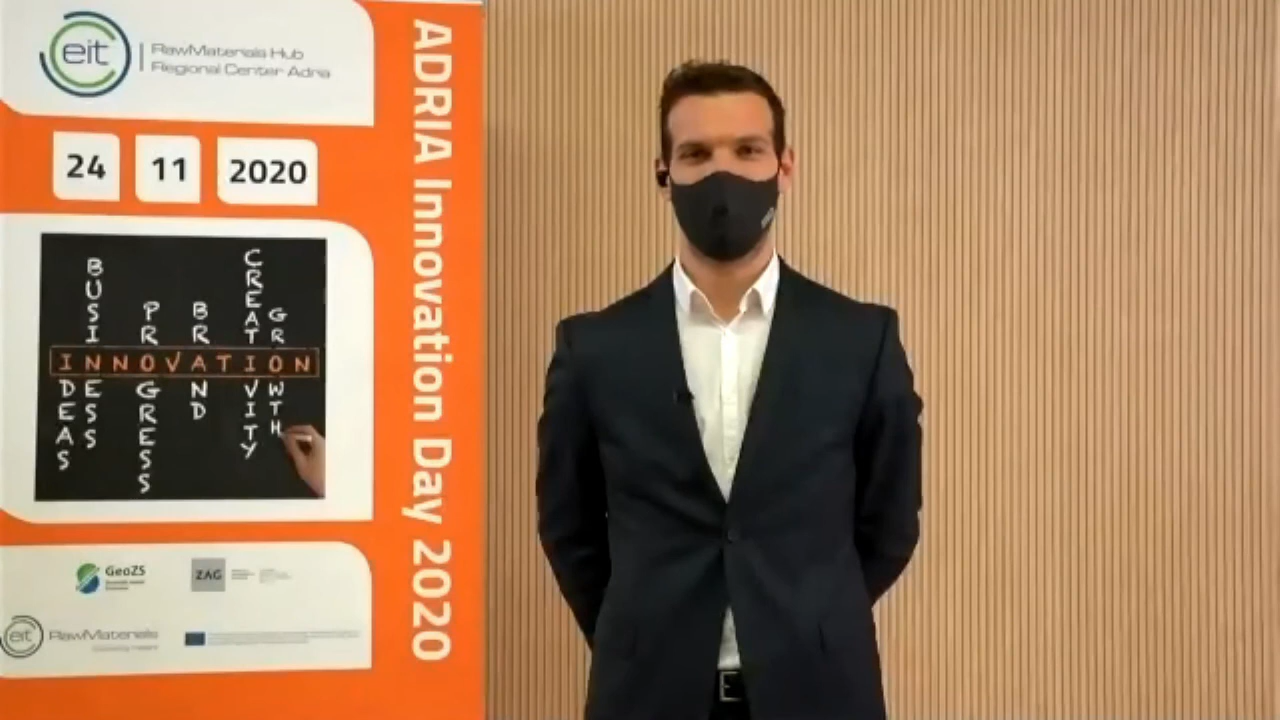 eit
RawMaterials Hub
Regional Center Adria
24 11 2020
ADRIA Innovation Day 2020
INNOVATION
IDEAS
BUSINESS
PROGRESS
BRAND
CREATIVITY
GROWTH
GeoZS
ZAG
eit RawMaterials